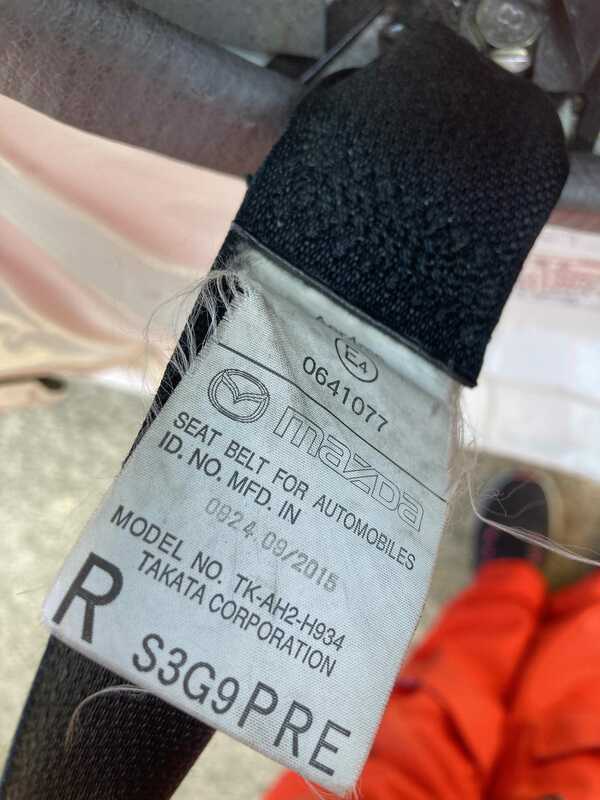 E4
0641077
mazda
SEAT BELT FOR AUTOMOBILES
ID. NO. MFD. IN
0924 09/2015
MODEL NO. TK-AH2-H934
TAKATA CORPORATION
R S3G9PRE